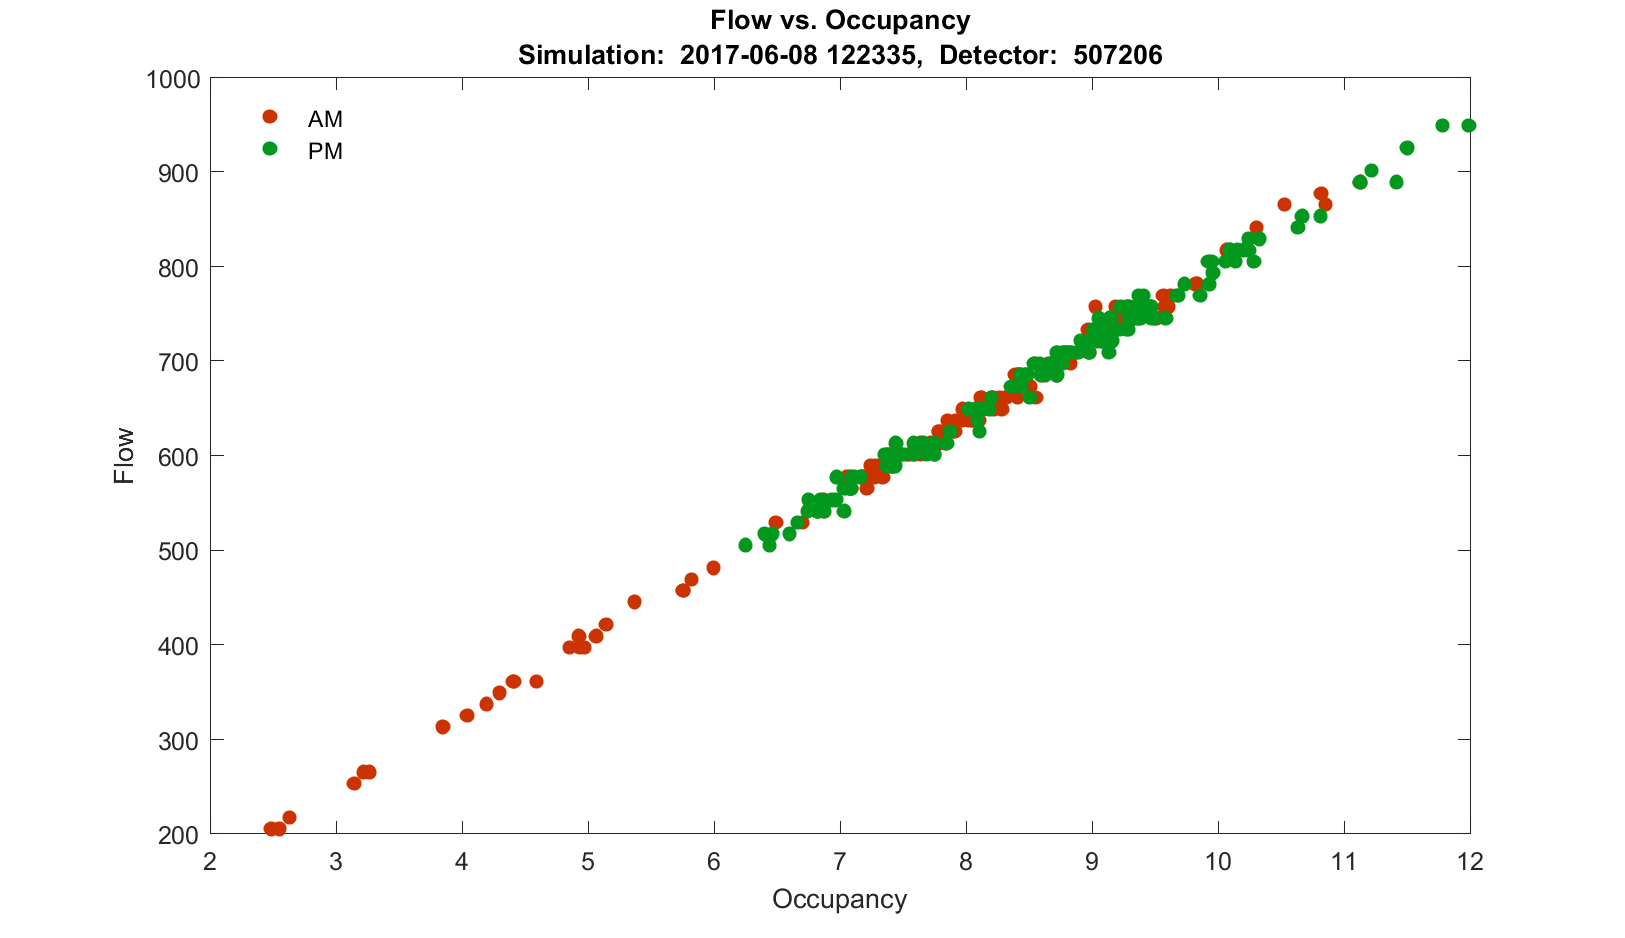 Flow vs. Occupancy
Simulation:  2017-06-08 122335,  Detector:  507206
1000
900
800
700
600
500
400
300
200
AM
PM
Flow
2 3 4 5 6 7 8 9 10 11 12
Occupancy